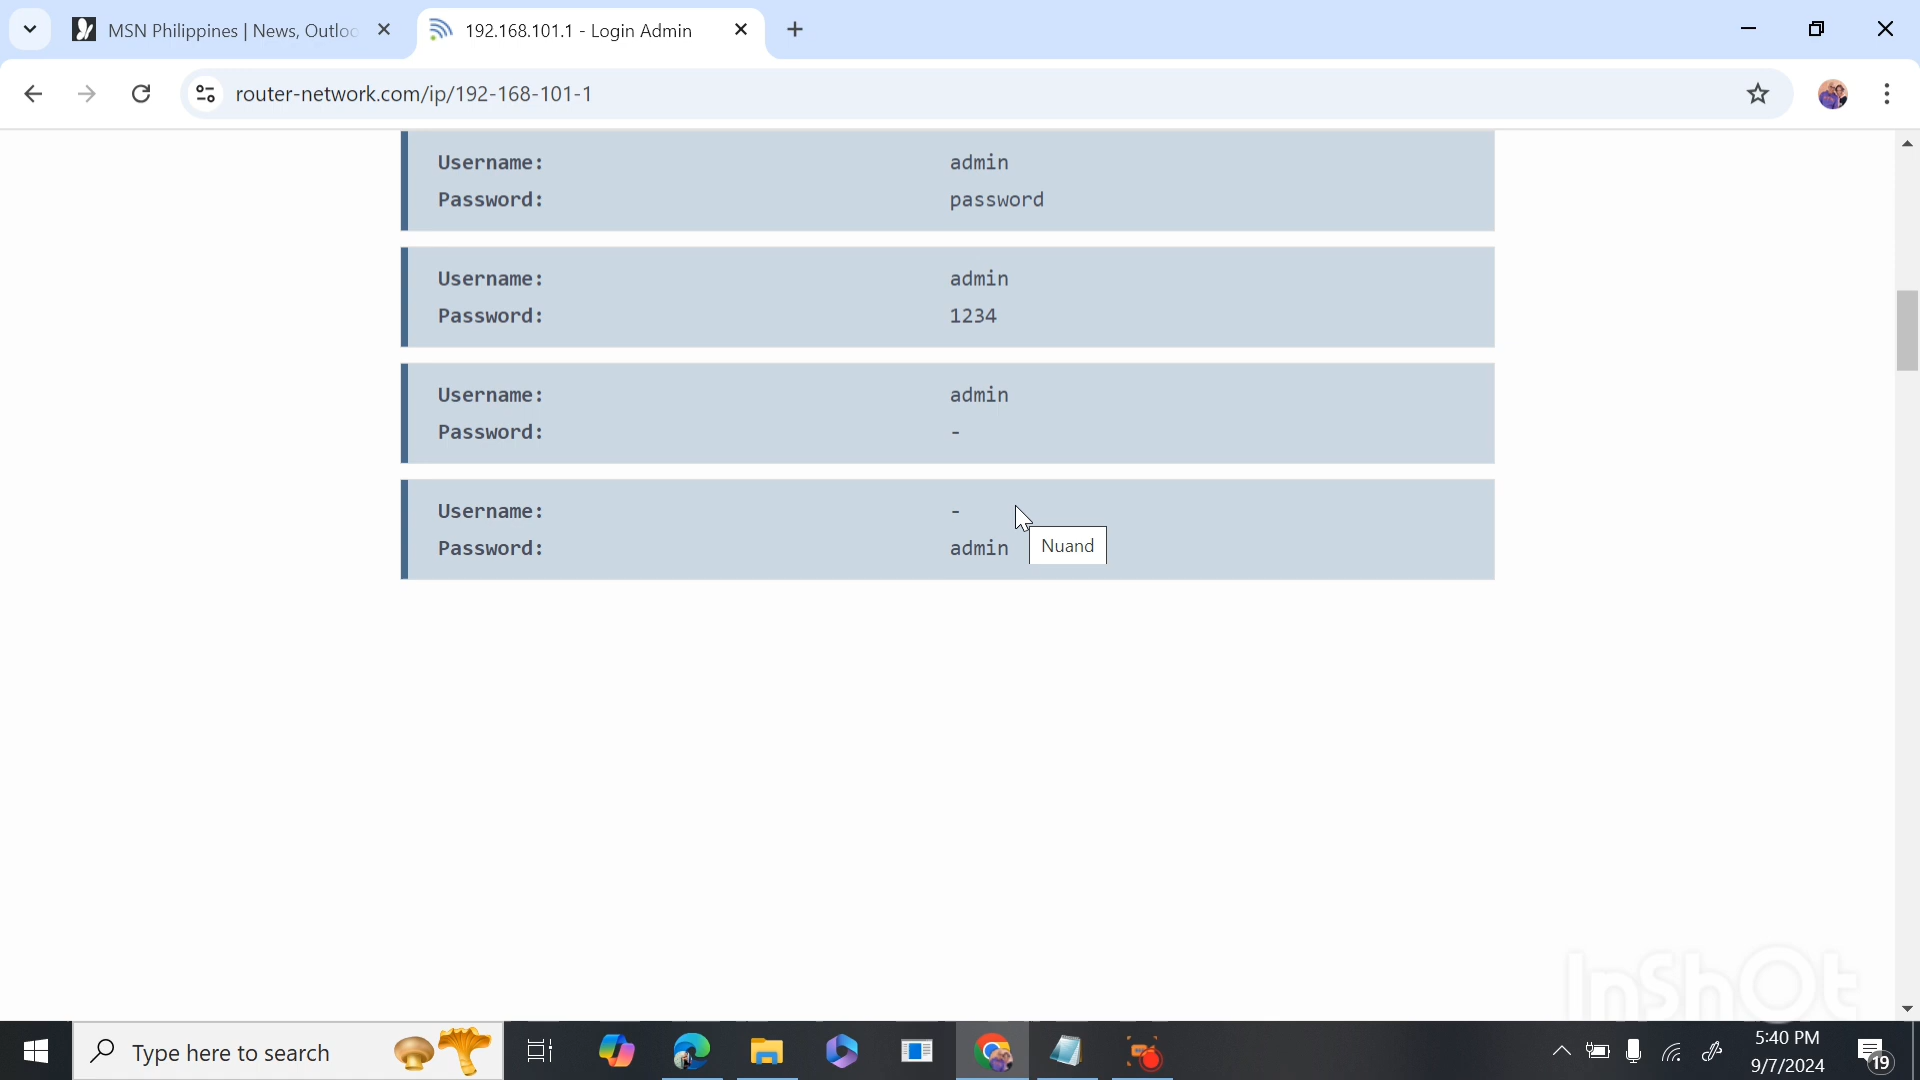 MSN Philippines | News, Outloo
192.168.101.1 - Login Admin
router-network.com/ip/192-168-101-1
Username: admin
Password: password
Username: admin
Password: 1234
Username: admin
Password: -
Username: -
Password: admin
Nuand
InShOt
Type here to search
5:40 PM
9/7/2024
19